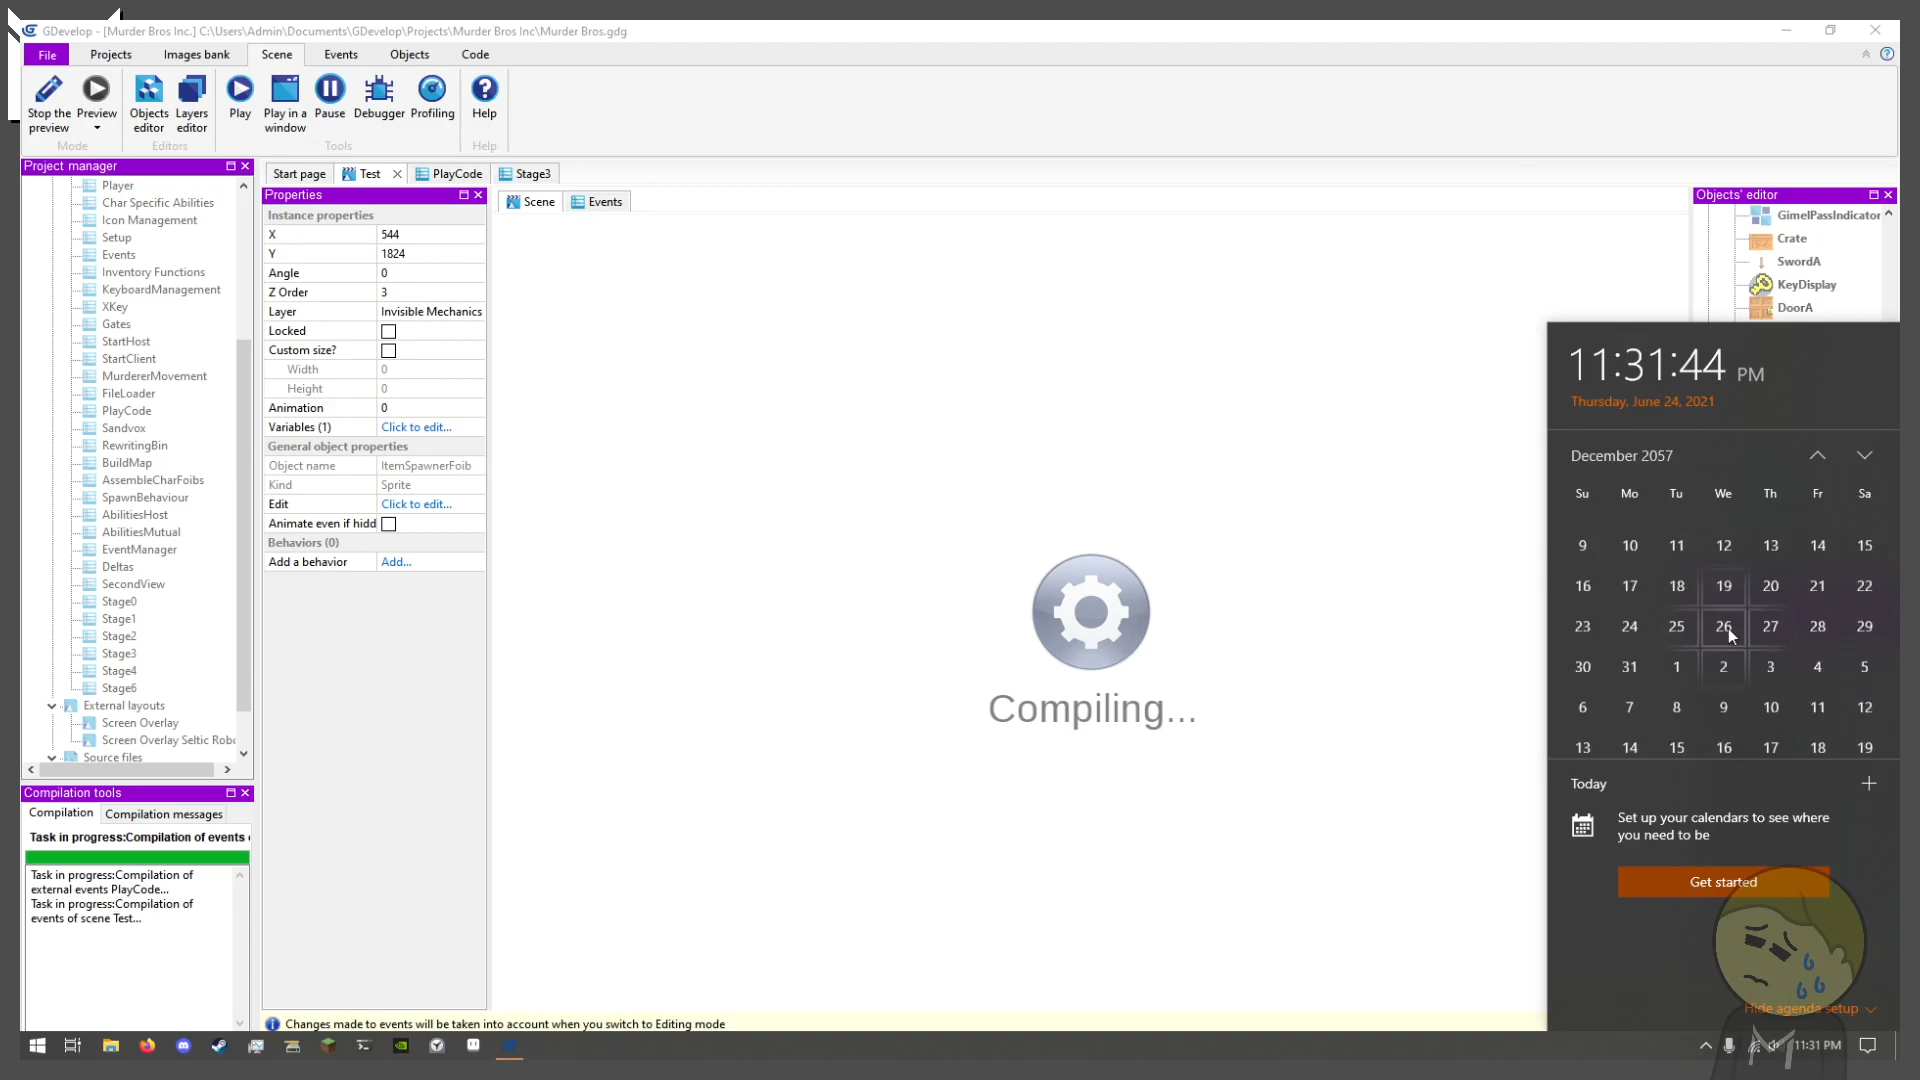 GDevelop - [Murder Bros Inc.] C:\Users\Admin\Documents\GDevelop\Projects\Murder Bros Inc\Murder Bros.gdg
File
Projects
Images bank
Scene
Events
Objects
Code
Stop the preview
Preview
Objects editor
Layers editor
Play
Play in a window
Pause
Debugger
Profiling
Help
Mode
Editors
Tools
Help
Project manager
Player
Char Specific Abilities
Icon Management
Setup
Events
Inventory Functions
KeyboardManagement
XKey
Gates
StartHost
StartClient
MurdererMovement
FileLoader
PlayCode
Sandvox
RewritingBin
BuildMap
AssembleCharFoibs
SpawnBehaviour
AbilitiesHost
AbilitiesMutual
EventManager
Deltas
SecondView
Stage0
Stage1
Stage2
Stage3
Stage4
Stage6
External layouts
Screen Overlay
Screen Overlay Seltic Robo
Source files
Compilation tools
Compilation
Compilation messages
Task in progress:Compilation of events
Task in progress:Compilation of
external events PlayCode...
Task in progress:Compilation of
events of scene Test...
Start page
Test
PlayCode
Stage3
Properties
Instance properties
X 544
Y 1824
Angle 0
Z Order 3
Layer Invisible Mechanics
Locked
Custom size?
Width 0
Height 0
Animation 0
Variables (1) Click to edit...
General object properties
Object name ItemSpawnerFoib
Kind Sprite
Edit Click to edit...
Animate even if hidd
Behaviors (0)
Add a behavior Add...
Scene
Events
Compiling...
Changes made to events will be taken into account when you switch to Editing mode
Objects' editor
GimelPassIndicator
Crate
SwordA
KeyDisplay
DoorA
11:31:44 PM
Thursday, June 24, 2021
December 2057
Su Mo Tu We Th Fr Sa
9 10 11 12 13 14 15
16 17 18 19 20 21 22
23 24 25 26 27 28 29
30 31 1 2 3 4 5
6 7 8 9 10 11 12
13 14 15 16 17 18 19
Today
Set up your calendars to see where
you need to be
Get started
Hide agenda setup
11:31 PM